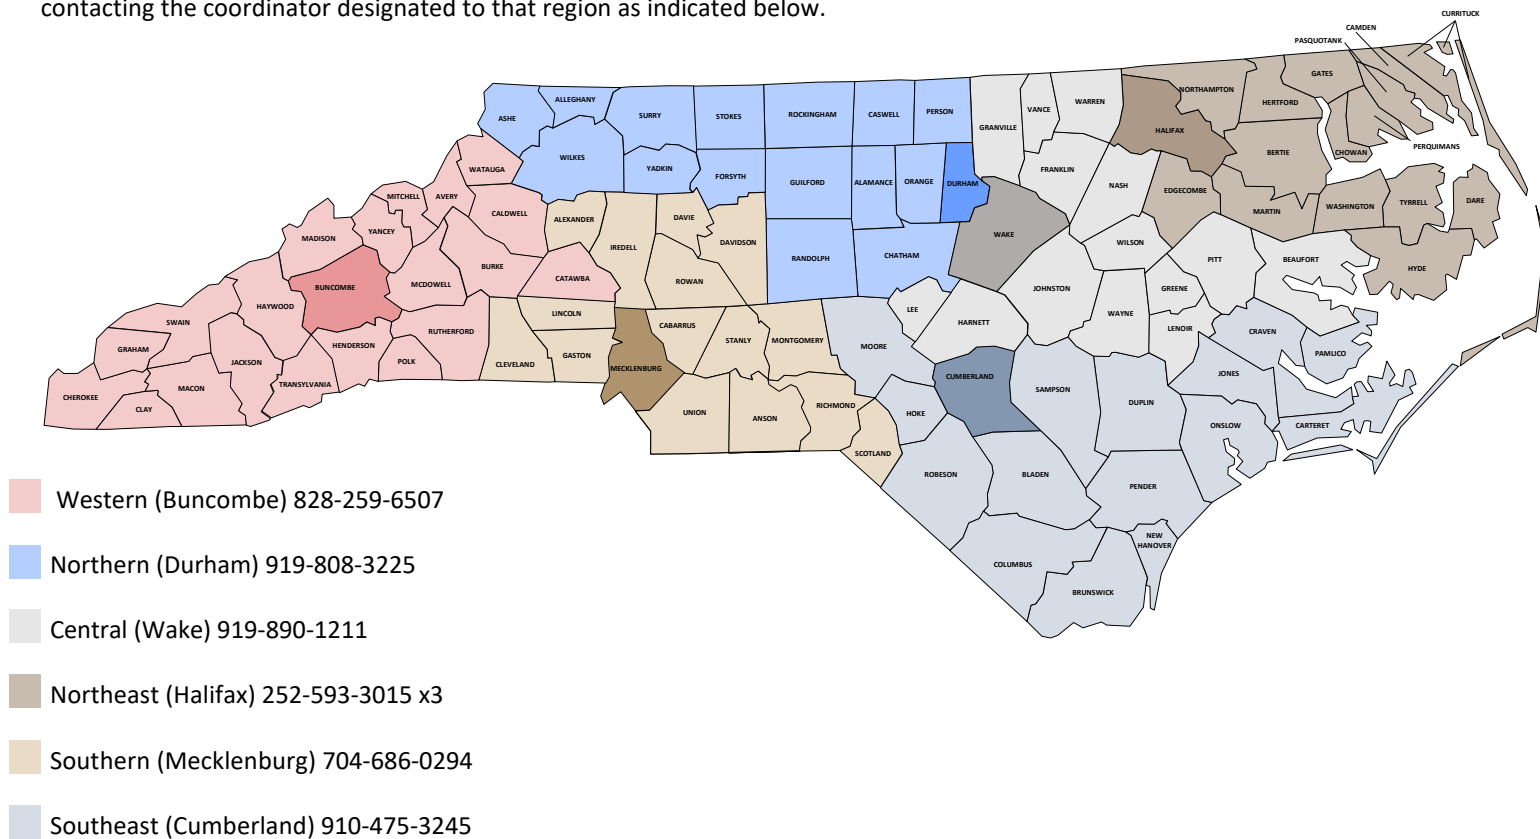 contacting the coordinator designated to that region as indicated below.
CURRITUCK
CAMDEN
PASQUOTANK
GATES
NORTHAMPTON
HERTFORD
ALLEGHANY
ASHE
SURRY
STOKES
ROCKINGHAM
CASWELL
PERSON
VANCE
WARREN
GRANVILLE
HALIFAX
PERQUIMANS
CHOWAN
BERTIE
WILKES
YADKIN
FORSYTH
GUILFORD
ALAMANCE
ORANGE
DURHAM
FRANKLIN
NASH
EDGECOMBE
WATAUGA
MITCHELL
AVERY
CALDWELL
ALEXANDER
DAVIE
IREDELL
DAVIDSON
WAKE
WILSON
MARTIN
WASHINGTON
TYRRELL
DARE
MADISON
YANCEY
BURKE
CATAWBA
ROWAN
RANDOLPH
CHATHAM
JOHNSTON
PITT
BEAUFORT
HYDE
BUNCOMBE
MCDOWELL
HAYWOOD
GREENE
WAYNE
LEE
HARNETT
LENOIR
CRAVEN
PAMLICO
SWAIN
RUTHERFORD
LINCOLN
CABARRUS
STANLY
MONTGOMERY
MOORE
GRAHAM
HENDERSON
POLK
JACKSON
CLEVELAND
GASTON
MECKLENBURG
CUMBERLAND
SAMPSON
JONES
CHEROKEE
CLAY
MACON
TRANSYLVANIA
UNION
ANSON
RICHMOND
HOKE
DUPLIN
ONSLOW
CARTERET
SCOTLAND
ROBESON
BLADEN
PENDER
NEW
HANOVER
COLUMBUS
BRUNSWICK
Western (Buncombe) 828-259-6507
Northern (Durham) 919-808-3225
Central (Wake) 919-890-1211
Northeast (Halifax) 252-593-3015 x3
Southern (Mecklenburg) 704-686-0294
Southeast (Cumberland) 910-475-3245